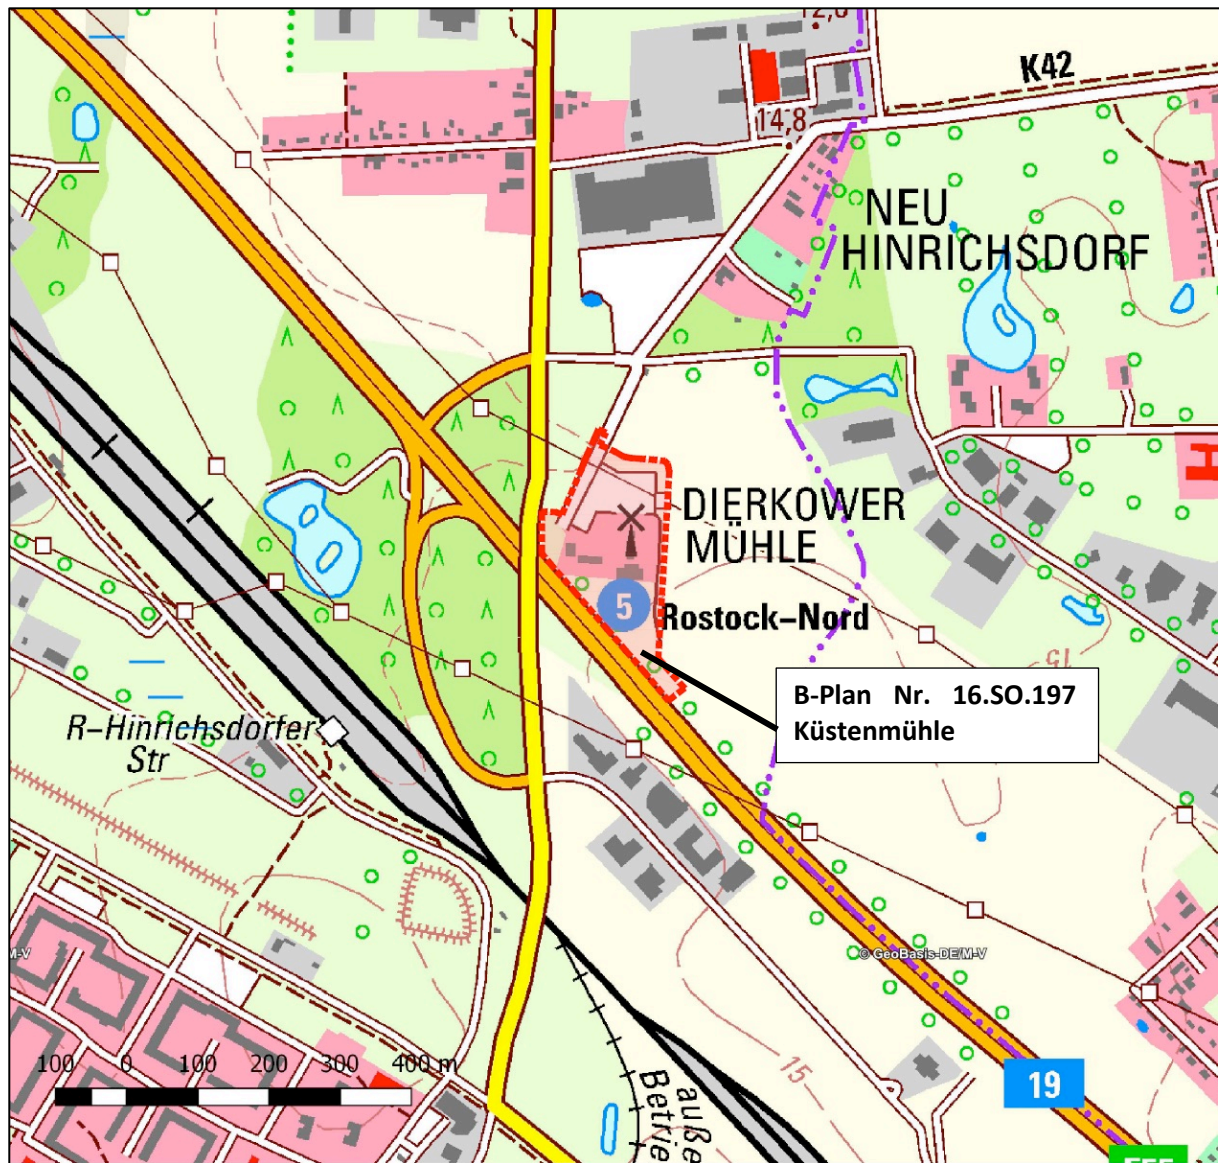 K42
14,8
NEU
HINRICHSDORF
DIERKOWER
MÜHLE
5
Rostock-Nord
15
B-Plan Nr. 16.SO.197
Küstenmühle
R-Hinrichsdorfer
Str
M-V
© GeoBasis-DE/M-V
100 0 100 200 300 400 m
15
19
auße
Betrie